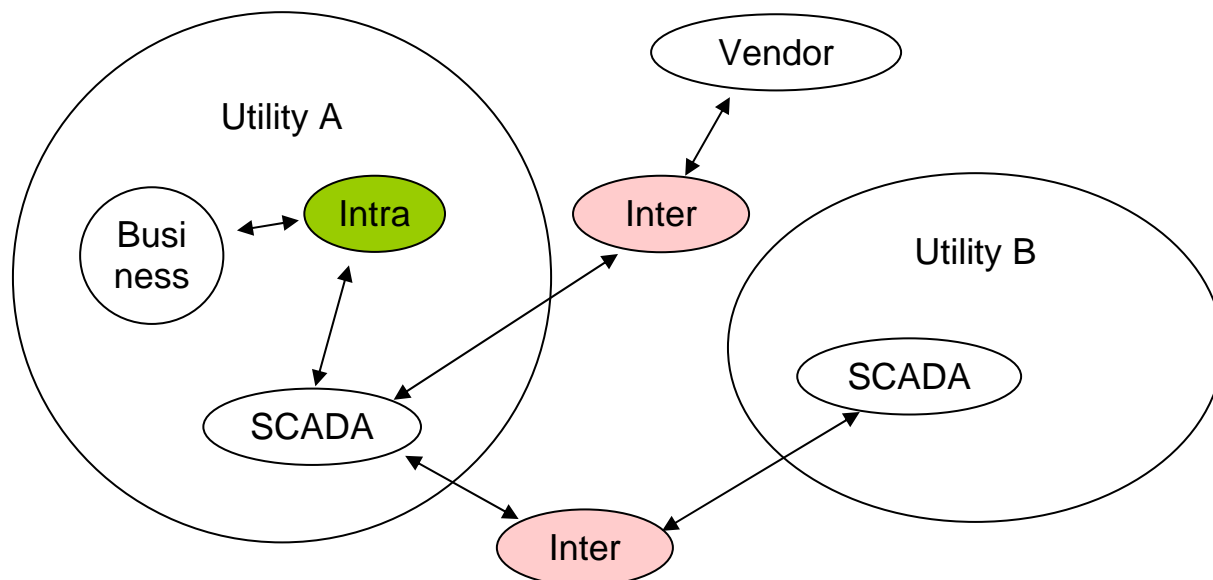 Vendor
Utility A
Intra
Inter
Busi
ness
Utility B
SCADA
SCADA
Inter